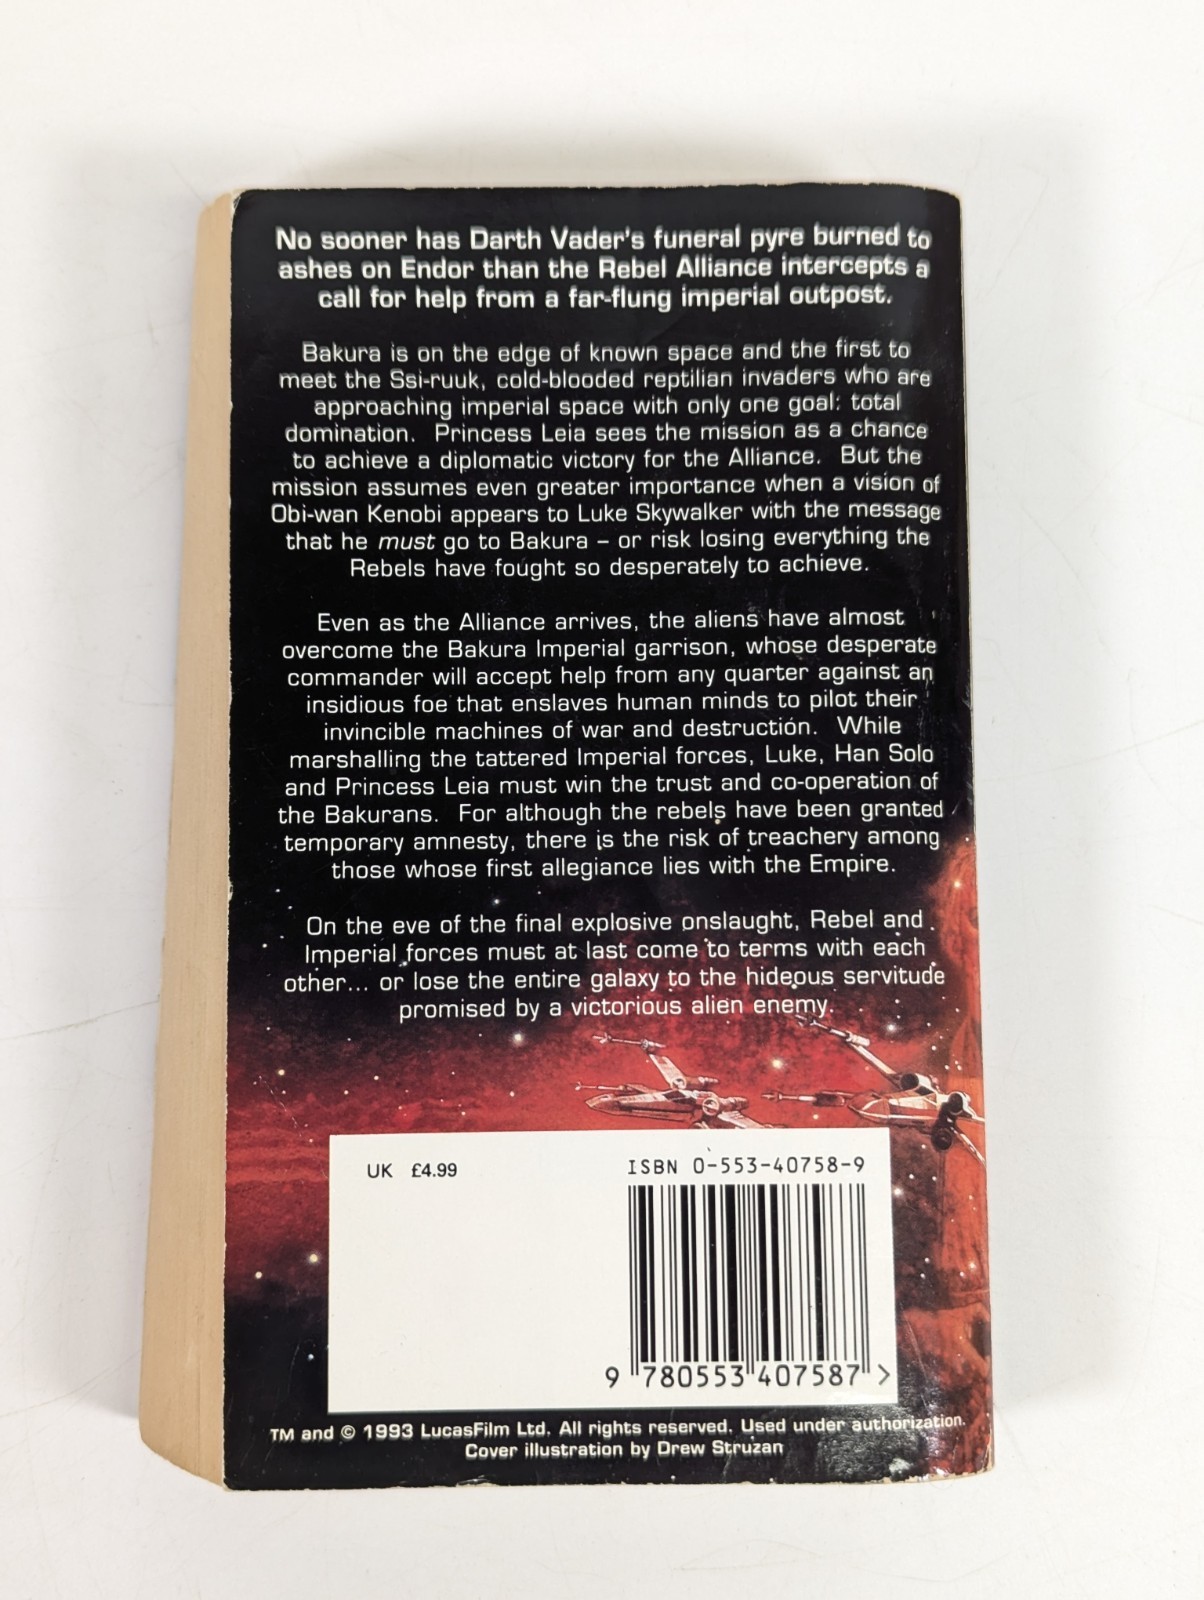 No sooner has Darth Vader's funeral pyre burned to
ashes on Endor than the Rebel Alliance intercepts a
call for help from a far-flung imperial outpost.
Bakura is on the edge of known space and the first to
meet the Ssi-ruuk, cold-blooded reptilian invaders who are
approaching imperial space with only one goal: total
domination. Princess Leia sees the mission as a chance
to achieve a diplomatic victory for the Alliance. But the
mission assumes even greater importance when a vision of
Obi-wan Kenobi appears to Luke Skywalker with the message
that he must go to Bakura – or risk losing everything the
Rebels have fought so desperately to achieve.
Even as the Alliance arrives, the aliens have almost
overcome the Bakura Imperial garrison, whose desperate
commander will accept help from any quarter against an
insidious foe that enslaves human minds to pilot their
invincible machines of war and destruction. While
marshalling the tattered Imperial forces, Luke, Han Solo
and Princess Leia must win the trust and co-operation of
the Bakurans. For although the rebels have been granted
temporary amnesty, there is the risk of treachery among
those whose first allegiance lies with the Empire.
On the eve of the final explosive onslaught, Rebel and
Imperial forces must at last come to terms with each
other... or lose the entire galaxy to the hideous servitude
promised by a victorious alien enemy.
UK £4.99
ISBN 0-553-40758-9
9 780553 407587 >
TM and © 1993 LucasFilm Ltd. All rights reserved. Used under authorization.
Cover illustration by Drew Struzan